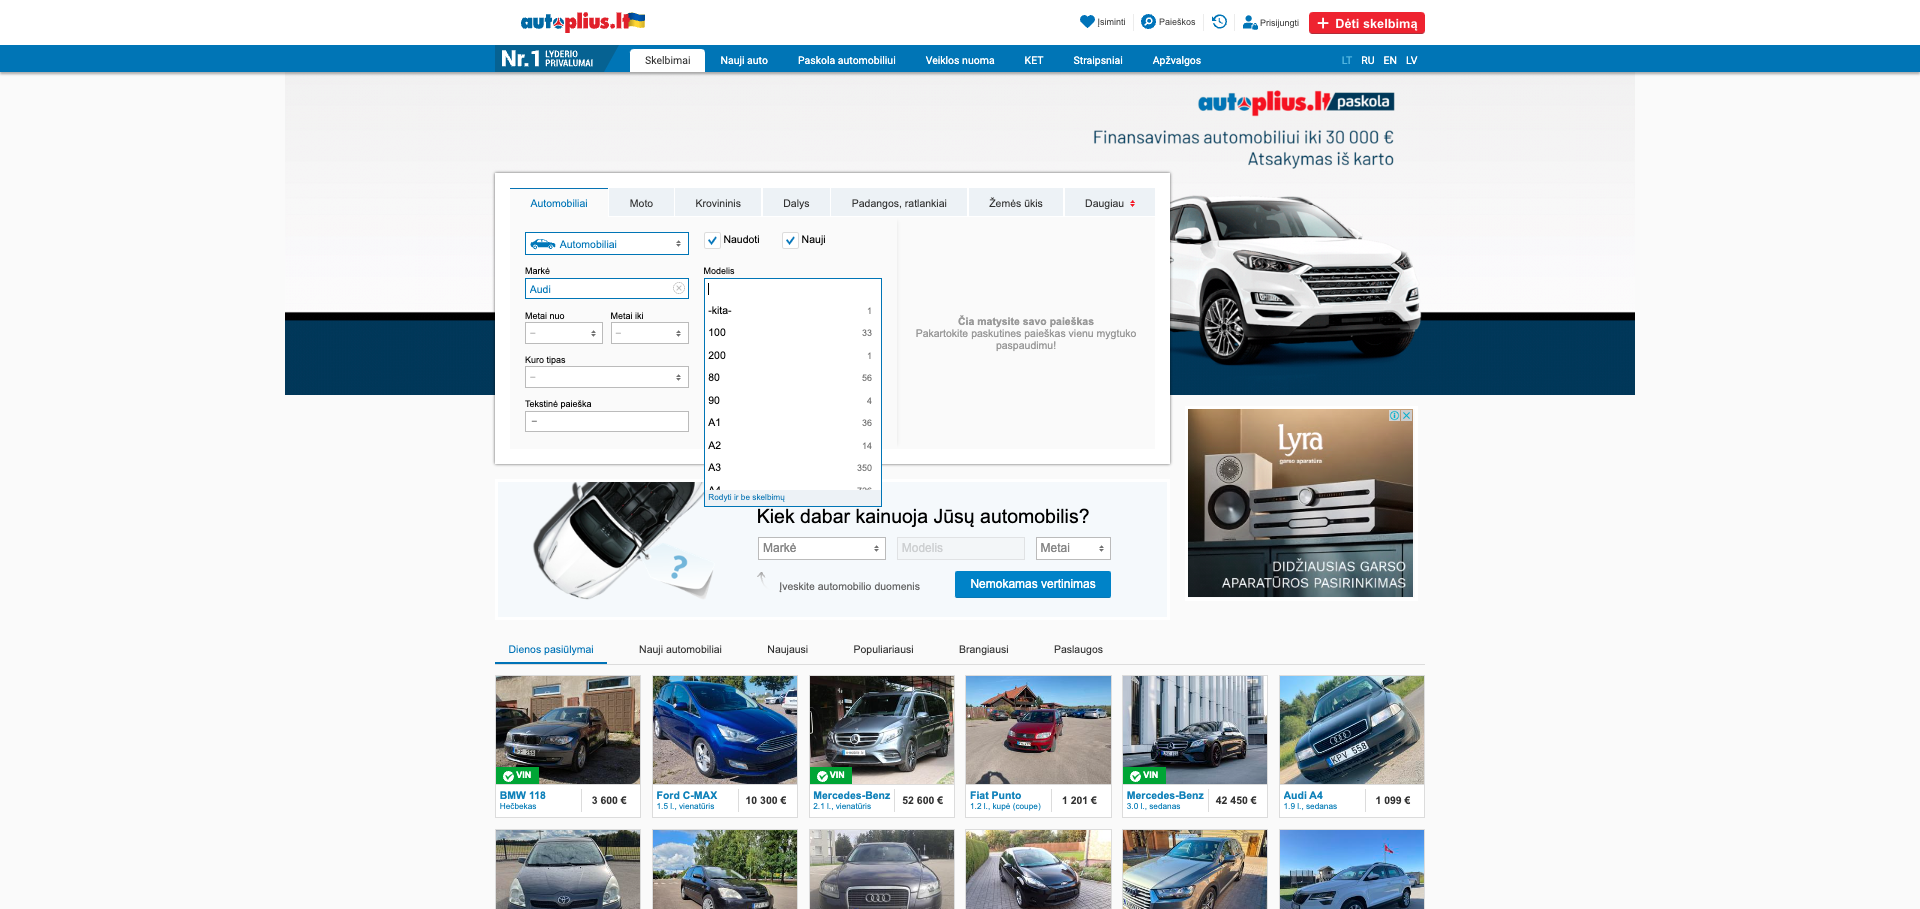 autoplius.lt
Įsiminti
Paieškos
Prisijungti
+ Dėti skelbimą
Nr.1 LYDERIO PRIVALUMAI
Skelbimai
Nauji auto
Paskola automobiliui
Veiklos nuoma
KET
Straipsniai
Apžvalgos
LT RU EN LV
autoplius.lt paskola
Finansavimas automobiliui iki 30 000 €
Atsakymas iš karto
Automobiliai
Moto
Krovininis
Dalys
Padangos, ratlankiai
Žemės ūkis
Daugiau
Automobiliai
Naudoti
Nauji
Markė
Audi
Modelis
-kita- 1
100 33
200 1
80 56
90 4
A1 36
A2 14
A3 350
Rodyti ir be skelbimų
Metai nuo
Metai iki
–
–
Kuro tipas
–
Tekstinė paieška
–
Čia matysite savo paieškas
Pakartokite paskutines paieškas vienu mygtuko
paspaudimu!
Kiek dabar kainuoja Jūsų automobilis?
?
Markė
Modelis
Metai
Įveskite automobilio duomenis
Nemokamas vertinimas
Lyra
garso aparatūra
DIDŽIAUSIAS GARSO
APARATŪROS PASIRINKIMAS
Dienos pasiūlymai
Nauji automobiliai
Naujausi
Populiariausi
Brangiausi
Paslaugos
VIN
BMW 118
Hečbekas
3 600 €
Ford C-MAX
1.5 l., vienatūris
10 300 €
VIN
Mercedes-Benz
2.1 l., vienatūris
52 600 €
Fiat Punto
1.2 l., kupė (coupe)
1 201 €
VIN
Mercedes-Benz
3.0 l., sedanas
42 450 €
KPV 558
Audi A4
1.9 l., sedanas
1 099 €